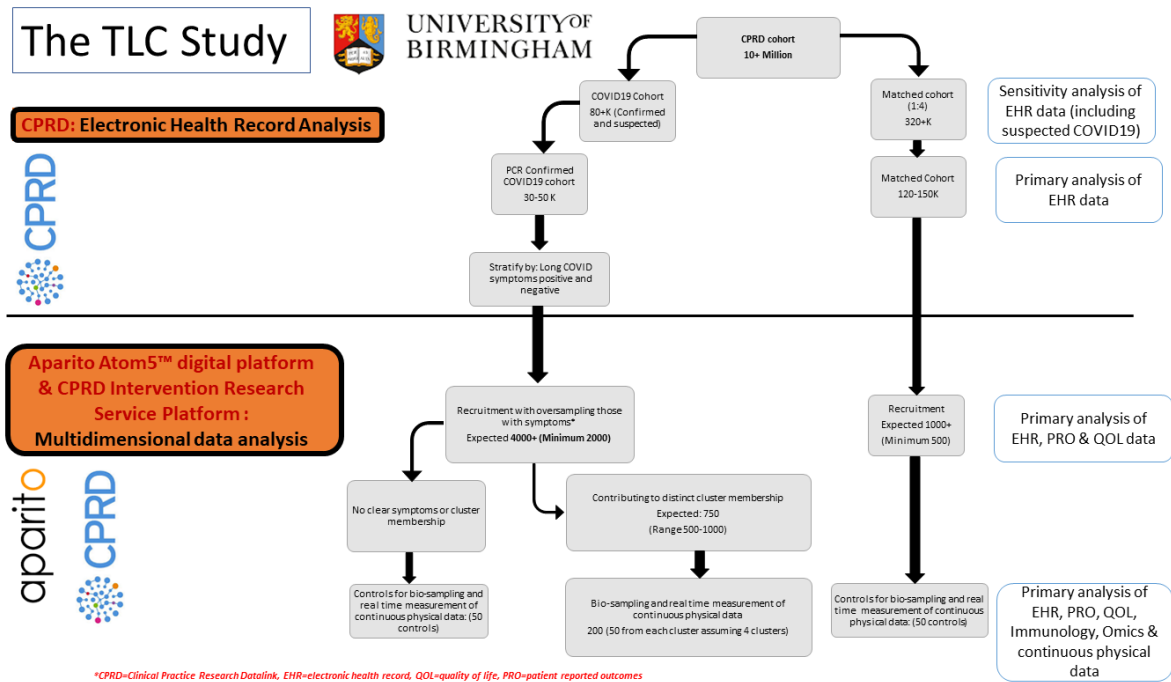 The TLC Study
UNIVERSITY OF
BIRMINGHAM
CPRD cohort
10+ Million
COVID19 Cohort
80+K (Confirmed
and suspected)
Matched cohort
(1:4)
320+K
Sensitivity analysis of
EHR data (including
suspected COVID19)
CPRD: Electronic Health Record Analysis
CPRD
PCR Confirmed
COVID19 cohort
30-50 K
Matched Cohort
120-150K
Primary analysis of
EHR data
Stratify by: Long COVID
symptoms positive and
negative
Aparito Atom5™ digital platform
& CPRD Intervention Research
Service Platform :
Multidimensional data analysis
Recruitment with oversampling those
with symptoms*
Expected 4000+ (Minimum 2000)
Recruitment
Expected 1000+
(Minimum 500)
Primary analysis of
EHR, PRO & QOL data
aparito
CPRD
No clear symptoms or cluster
membership
Contributing to distinct cluster membership
Expected: 750
(Range 500-1000)
Controls for bio-sampling and
real time measurement of
continuous physical data: (50
controls)
Bio-sampling and real time measurement of
continuous physical data
200 (50 from each cluster assuming 4 clusters)
Controls for bio-sampling and real
time measurement of continuous
physical data: (50 controls)
Primary analysis of
EHR, PRO, QOL,
Immunology, Omics &
continuous physical
data
*CPRD=Clinical Practice Research Datalink, EHR=electronic health record, QOL=quality of life, PRO=patient reported outcomes